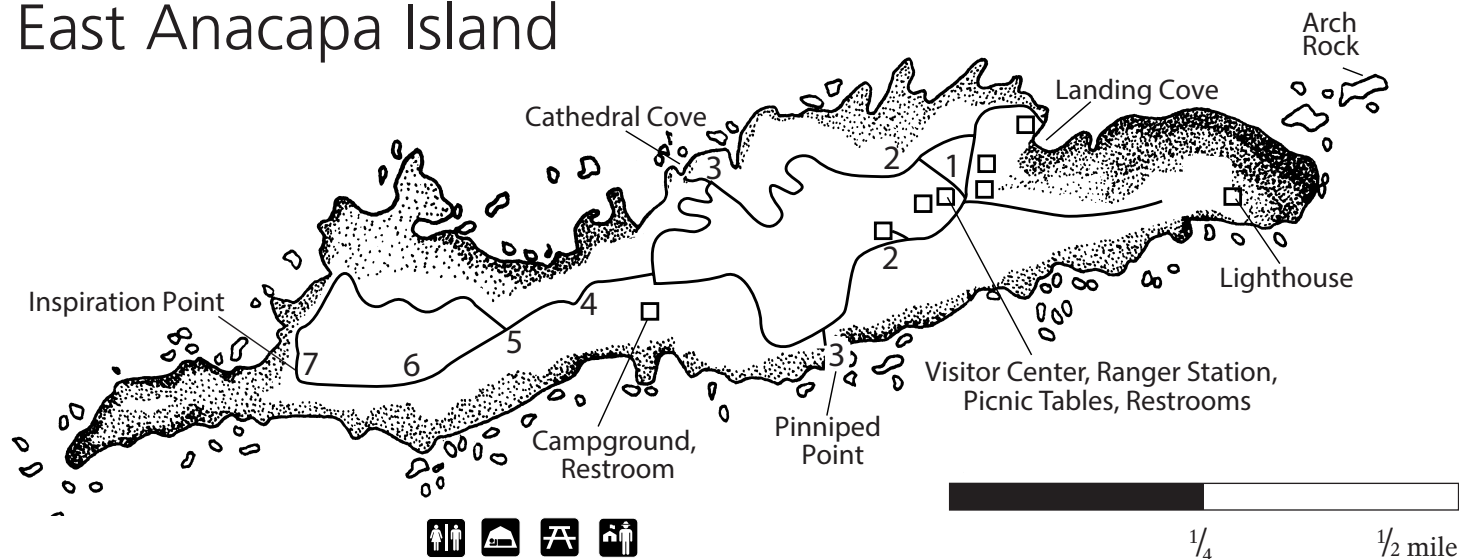 East Anacapa Island
Arch
Rock
Landing Cove
Cathedral Cove
3
2
1
2
Lighthouse
Inspiration Point
4
5
6
7
3
Visitor Center, Ranger Station,
Picnic Tables, Restrooms
Pinniped
Point
Campground,
Restroom
1/4
1/2 mile